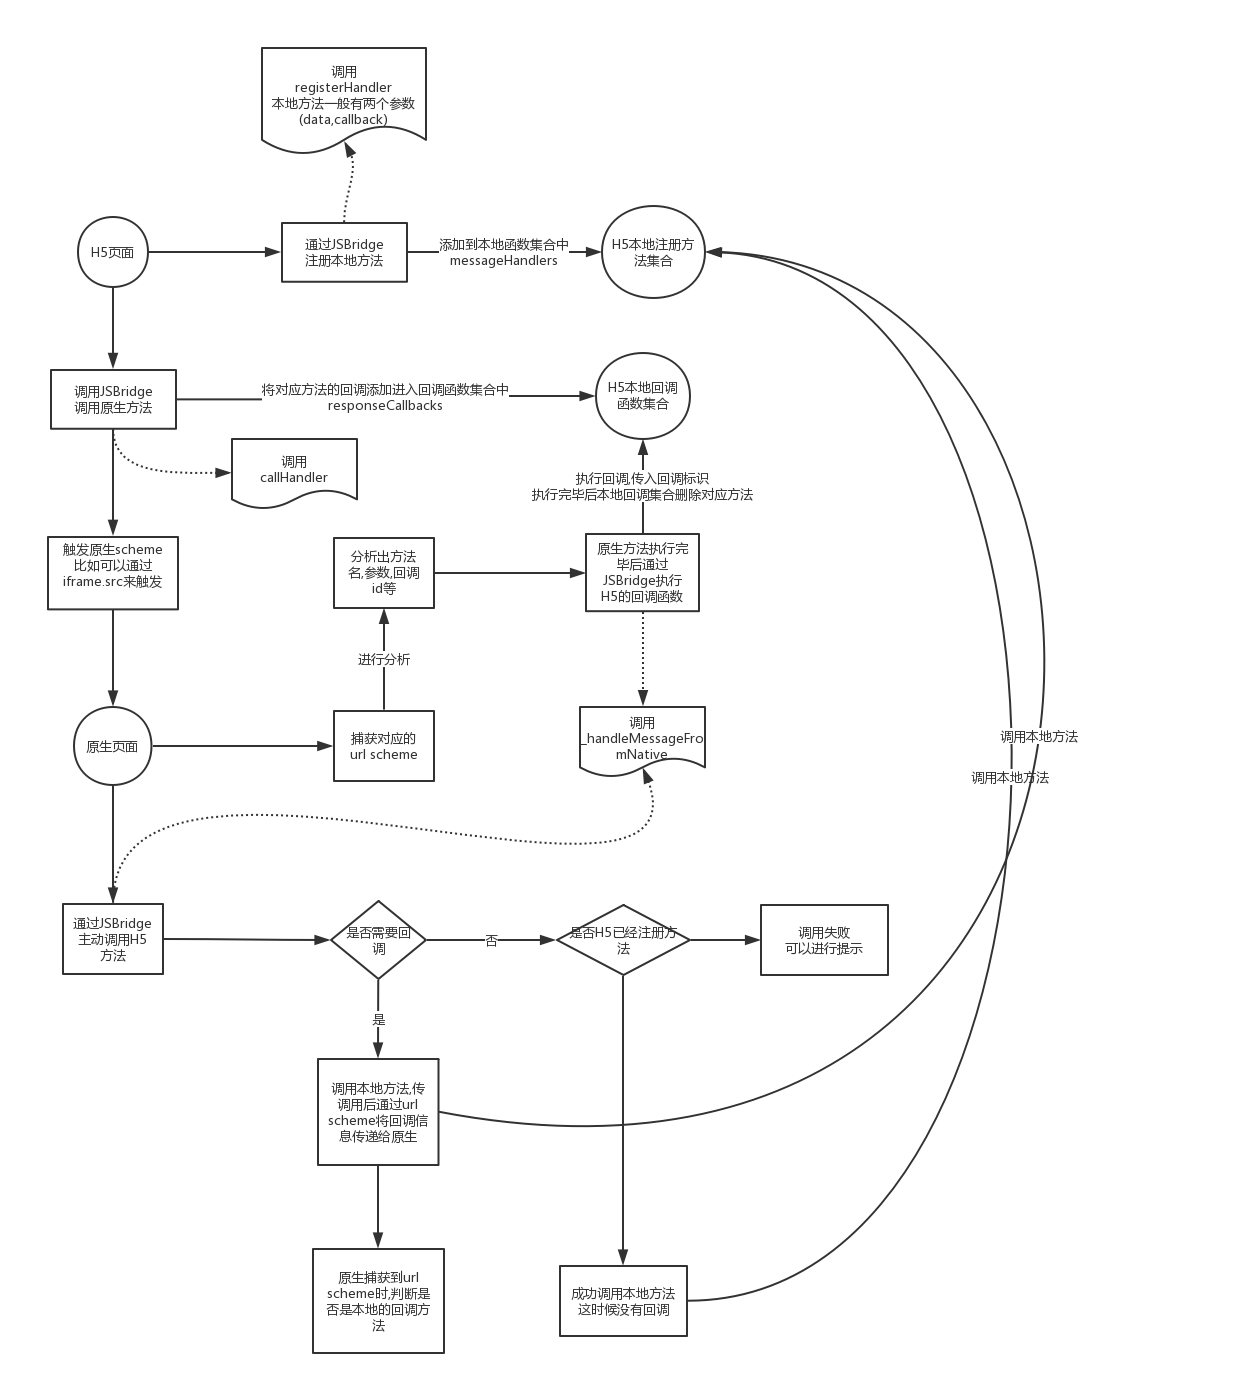 调用
registerHandler
本地方法一般有两个参数
(data,callback)
H5页面
通过JSBridge
注册本地方法
添加到本地函数集合中
messageHandlers
H5本地注册方
法集合
调用JSBridge
调用原生方法
将对应方法的回调添加进入回调函数集合中
responseCallbacks
H5本地回调
函数集合
调用
callHandler
执行回调,传入回调标识
执行完毕后本地回调集合删除对应方法
触发原生scheme
比如可以通过
iframe.src来触发
分析出方法
名,参数,回调
id等
原生方法执行完
毕后通过
JSBridge执行
H5的回调函数
进行分析
原生页面
捕获对应的
url scheme
调用
_handleMessageFro
mNative
调用本地方法
调用本地方法
通过JSBridge
主动调用H5
方法
是否需要回
调
否
是否H5已经注册方
法
调用失败
可以进行提示
是
调用本地方法,传
调用后通过url
scheme将回调信
息传递给原生
原生捕获到url
scheme时,判断是
否是本地的回调方
法
成功调用本地方法
这时候没有回调